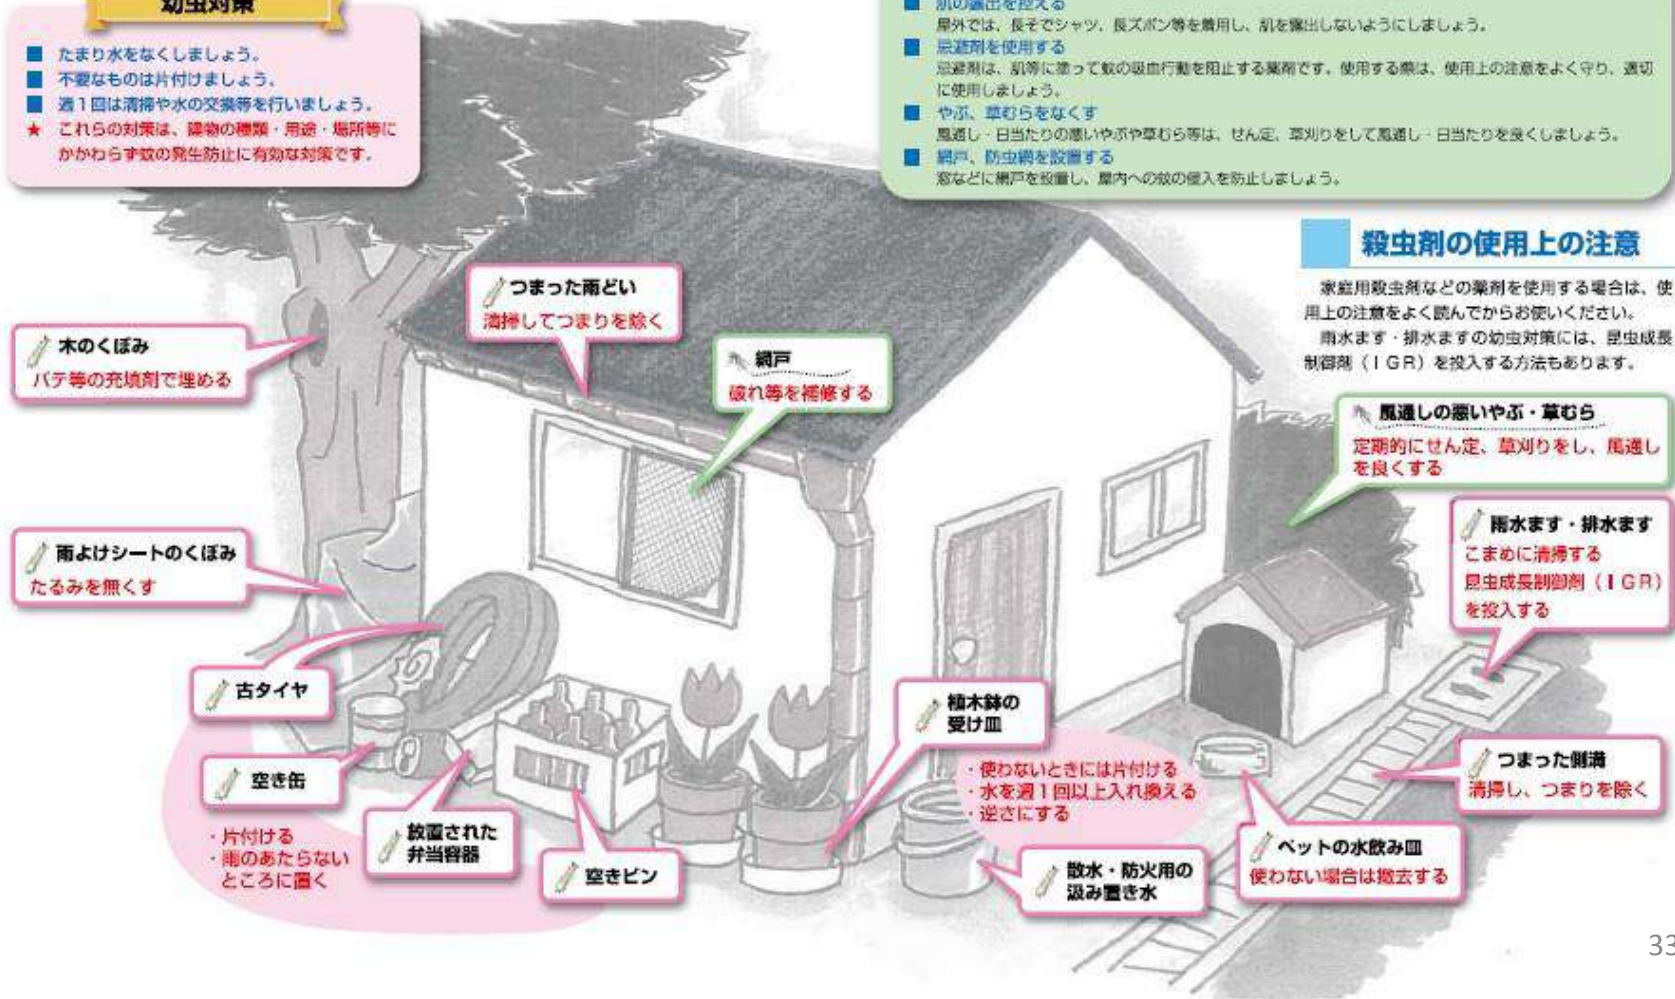 幼虫対策
■ たまり水をなくしましょう。
■ 不要なものは片付けましょう。
■ 週1回は清掃や水の交換等を行いましょう。
★ これらの対策は、建物の種類・用途・場所等に
かかわらず蚊の発生防止に有効な対策です。
■ 肌の露出を控える
屋外では、長そでシャツ、長ズボン等を着用し、肌を露出しないようにしましょう。
■ 忌避剤を使用する
忌避剤は、肌等に塗って蚊の吸血行動を阻止する薬剤です。使用する際は、使用上の注意をよく守り、適切
に使用しましょう。
■ やぶ、草むらをなくす
風通し・日当たりの悪いやぶや草むら等は、せん定、草刈りをして風通し・日当たりを良くしましょう。
■ 網戸、防虫網を設置する
窓などに網戸を設置し、屋内への蚊の侵入を防止しましょう。
殺虫剤の使用上の注意
家庭用殺虫剤などの薬剤を使用する場合は、使
用上の注意をよく読んでからお使いください。
雨水ます・排水ますの幼虫対策には、昆虫成長
制御剤(IGR)を投入する方法もあります。
つまった雨どい
清掃してつまりを除く
木のくぼみ
パテ等の充填剤で埋める
網戸
破れ等を補修する
風通しの悪いやぶ・草むら
定期的にせん定、草刈りをし、風通し
を良くする
雨水ます・排水ます
こまめに清掃する
昆虫成長制御剤(IGR)
を投入する
雨よけシートのくぼみ
たるみを無くす
古タイヤ
植木鉢の
受け皿
空き缶
・使わないときには片付ける
・水を週1回以上入れ換える
・逆さにする
つまった側溝
清掃し、つまりを除く
・片付ける
・雨のあたらない
ところに置く
放置された
弁当容器
空きビン
散水・防火用の
汲み置き水
ペットの水飲み皿
使わない場合は撤去する
33